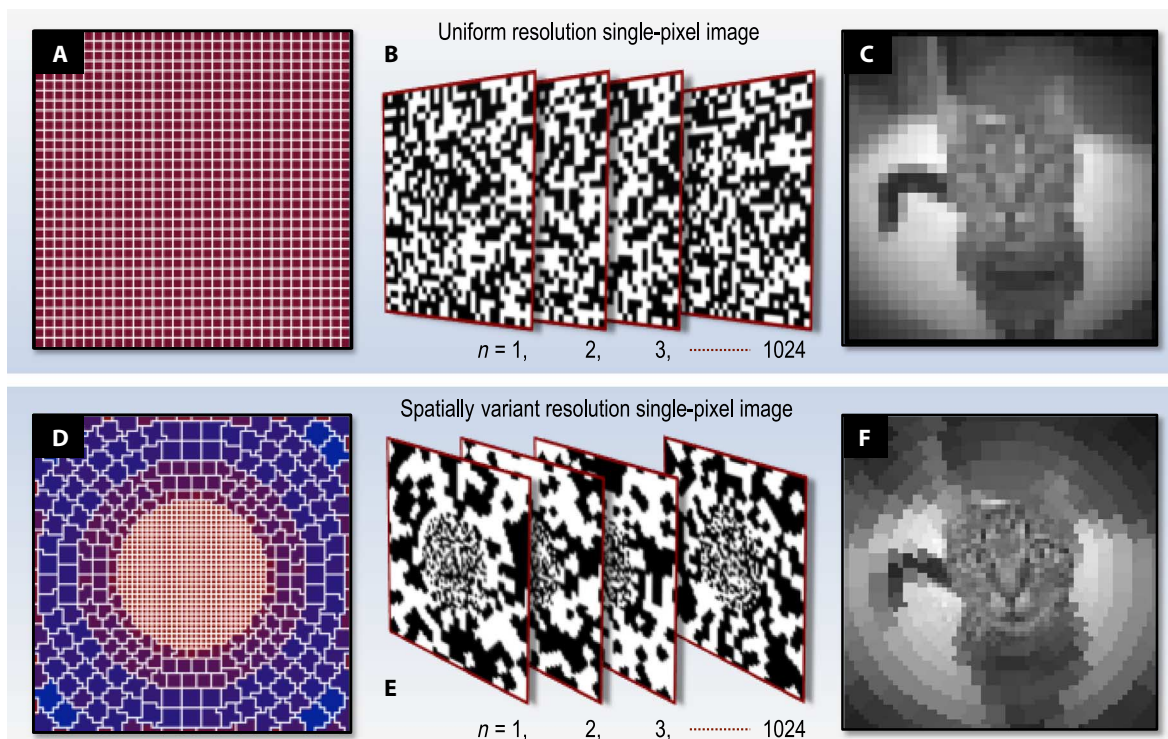 Uniform resolution single-pixel image
A
B
C
n = 1, 2, 3, 1024
Spatially variant resolution single-pixel image
D
E
F
n = 1, 2, 3, 1024